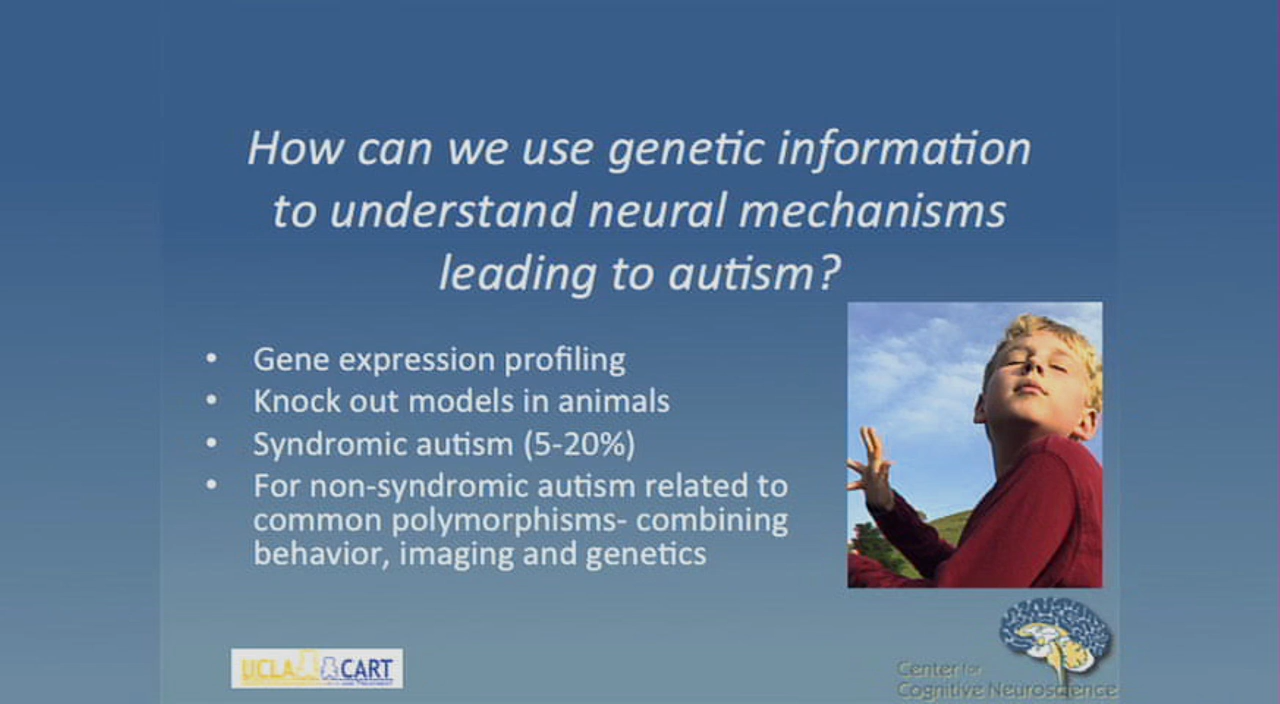 How can we use genetic information
to understand neural mechanisms
leading to autism?
• Gene expression profiling
• Knock out models in animals
• Syndromic autism (5-20%)
• For non-syndromic autism related to
common polymorphisms- combining
behavior, imaging and genetics
UCLA CART
Center for
Cognitive Neuroscience